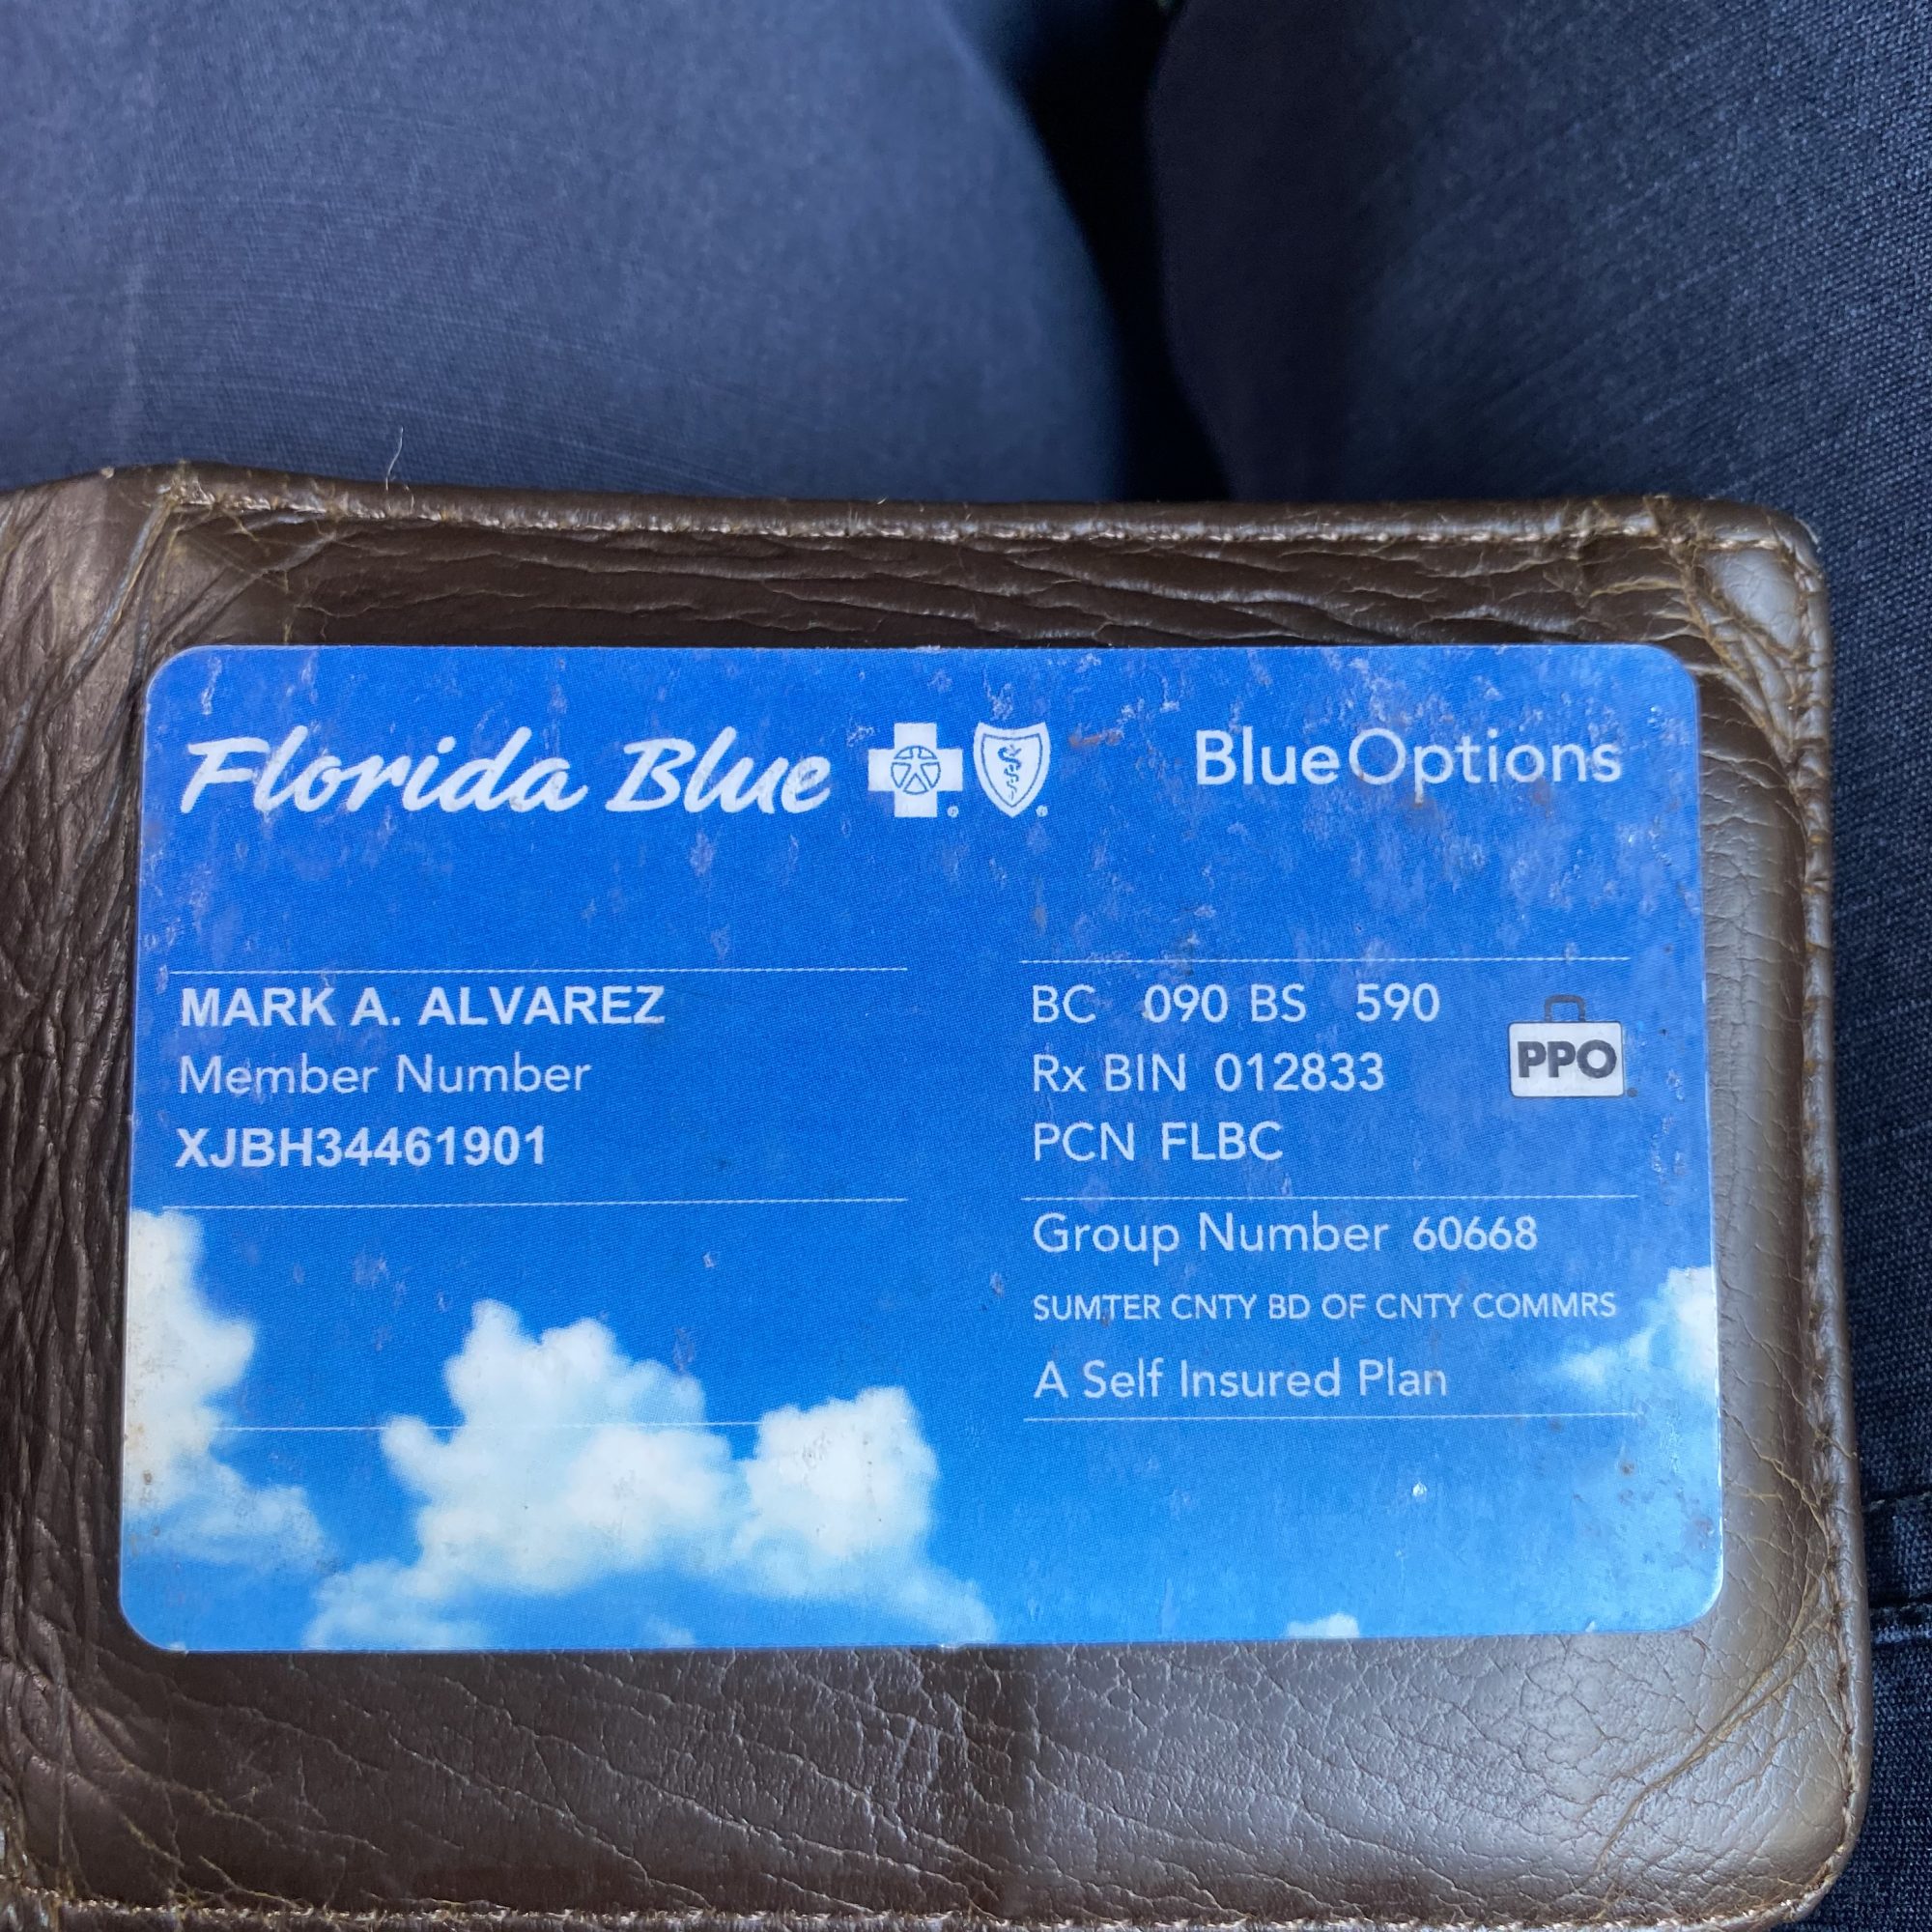 Florida Blue
BlueOptions
MARK A. ALVAREZ
Member Number
XJBH34461901
BC 090 BS 590
Rx BIN 012833
PCN FLBC
PPO
Group Number 60668
SUMTER CNTY BD OF CNTY COMMRS
A Self Insured Plan